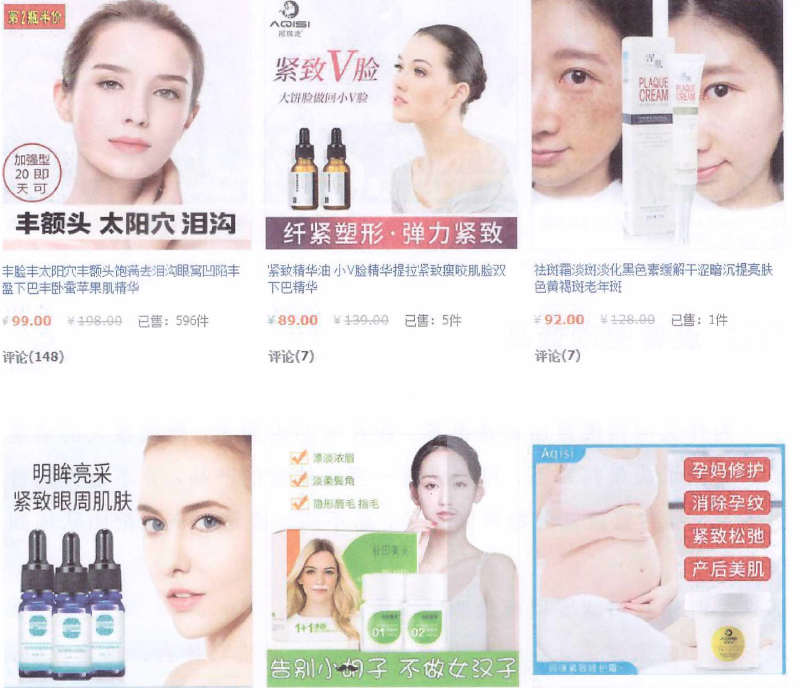 第2瓶半价
加强型
20即
天可
丰额头 太阳穴 泪沟
AQISI
紧致V脸
大饼脸做回小V脸
纤紧塑形·弹力紧致
PLAQUE
CREAM
PLAQUE
CREAM
丰脸丰太阳穴丰额头饱满去泪沟眼窝凹陷丰
盈下巴丰卧蚕苹果肌精华
¥99.00 ¥198.00 已售：596件
评论(148)
紧致精华油 小V脸精华提拉紧致瘦咬肌脸双
下巴精华
¥89.00 ¥139.00 已售：5件
评论(7)
祛斑霜淡斑淡化黑色素缓解干涩暗沉提亮肤
色黄褐斑老年斑
¥92.00 ¥128.00 已售：1件
评论(7)
明眸亮采
紧致眼周肌肤
漂淡浓眉
淡柔鬓角
隐形唇毛 指毛
1+1净颜
01
02
告别小胡子 不做女汉子
Aqisi
孕妈修护
消除孕纹
紧致松弛
产后美肌
AQISI